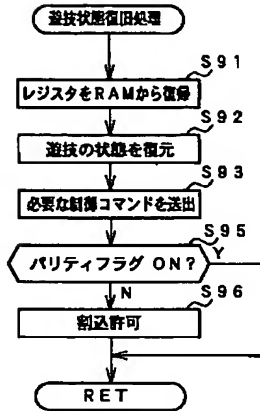 遊技状態復旧処理
S91
レジスタをRAMから復帰
S92
遊技の状態を復元
S93
必要な制御コマンドを送出
S95
パリティフラグ ON?
Y
N
S96
割込許可
RET